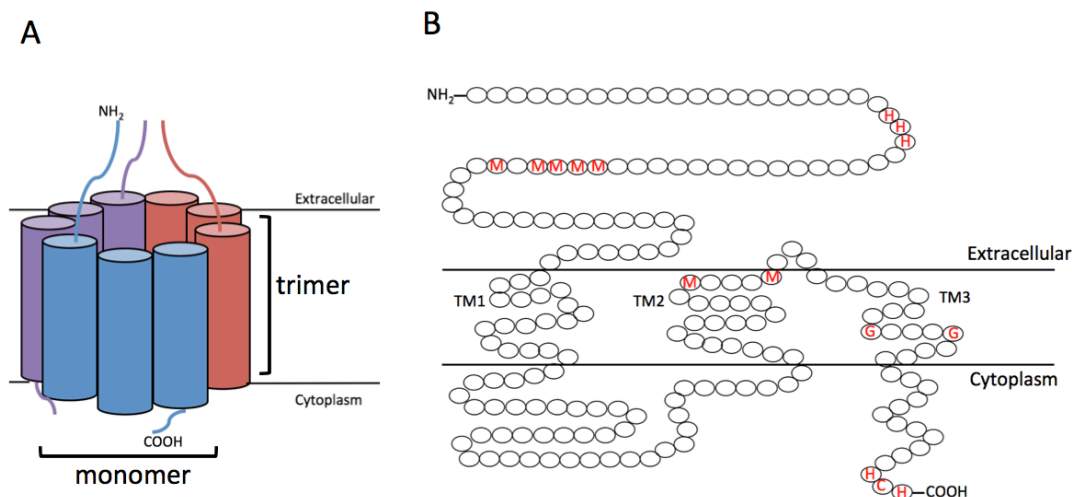 A
B
NH2
Extracellular
trimer
Cytoplasm
COOH
monomer
NH2
H
H
H
M M M M M
Extracellular
M M
TM1 TM2 TM3
G G
Cytoplasm
H
C H COOH